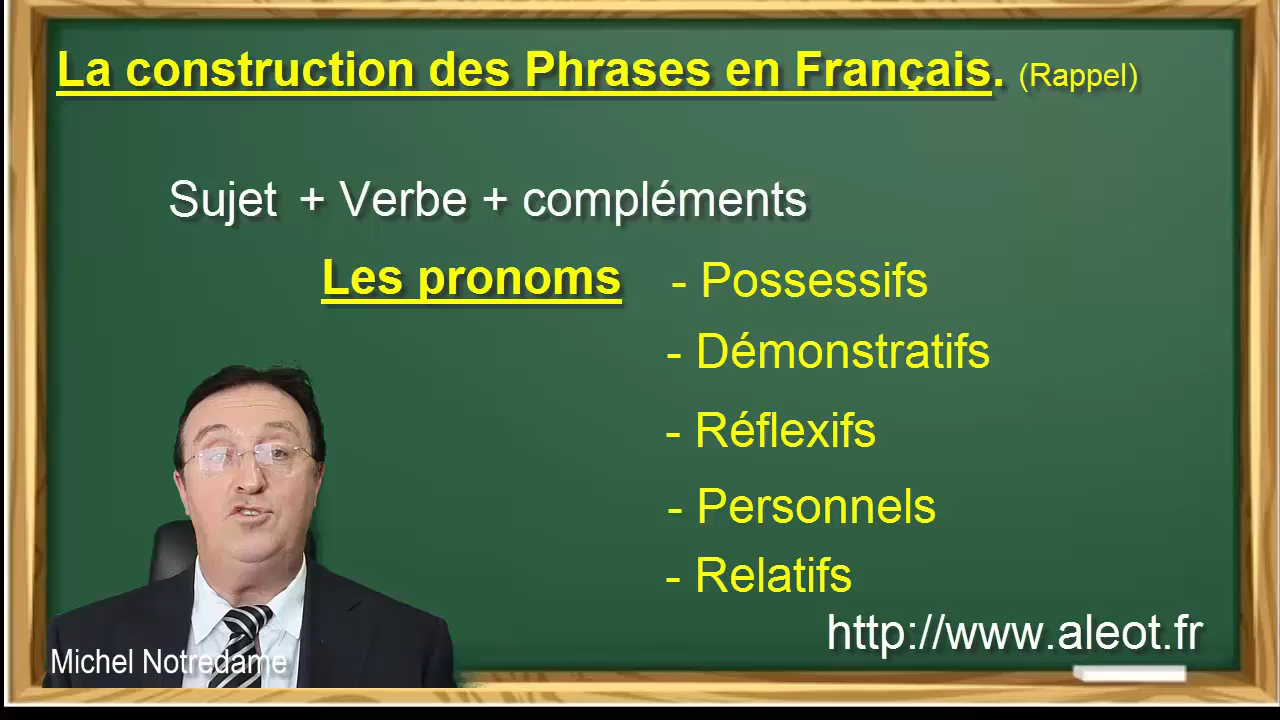 La construction des Phrases en Français. (Rappel)
Sujet + Verbe + compléments
Les pronoms - Possessifs
- Démonstratifs
- Réflexifs
- Personnels
- Relatifs
http://www.aleot.fr
Michel Notredame